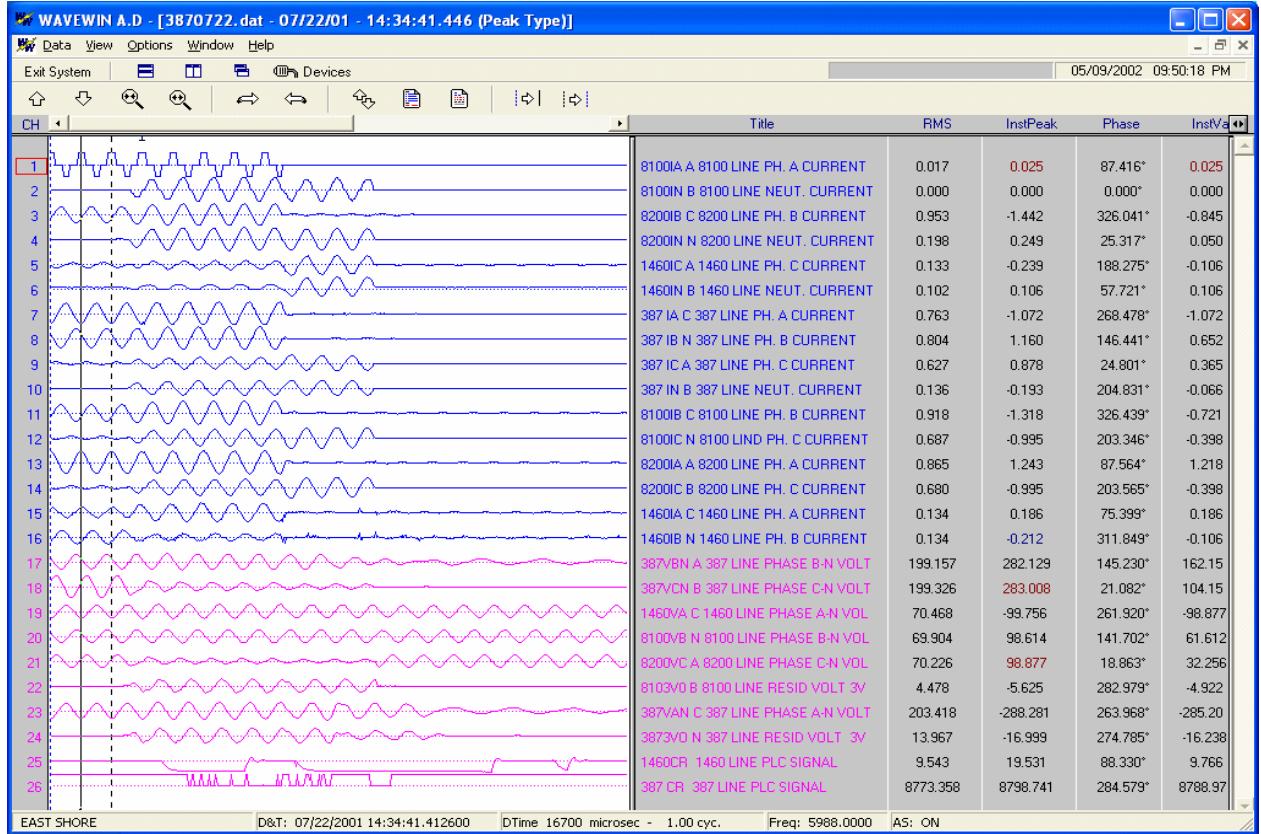 WAVEWIN A.D - [3870722.dat - 07/22/01 - 14:34:41.446 (Peak Type)]
Data View Options Window Help
Exit System Devices 05/09/2002 09:50:18 PM
CH Title RMS InstPeak Phase InstVa
1
1 8100IA A 8100 LINE PH. A CURRENT 0.017 0.025 87.416° 0.025
2 8100IN B 8100 LINE NEUT. CURRENT 0.000 0.000 0.000° 0.000
3 8200IB C 8200 LINE PH. B CURRENT 0.953 -1.442 326.041° -0.845
4 8200IN N 8200 LINE NEUT. CURRENT 0.198 0.249 25.317° 0.050
5 1460IC A 1460 LINE PH. C CURRENT 0.133 -0.239 188.275° -0.106
6 1460IN B 1460 LINE NEUT. CURRENT 0.102 0.106 57.721° 0.106
7 387 IA C 387 LINE PH. A CURRENT 0.763 -1.072 268.478° -1.072
8 387 IB N 387 LINE PH. B CURRENT 0.804 1.160 146.441° 0.652
9 387 IC A 387 LINE PH. C CURRENT 0.627 0.878 24.801° 0.365
10 387 IN B 387 LINE NEUT. CURRENT 0.136 -0.193 204.831° -0.066
11 8100IB C 8100 LINE PH. B CURRENT 0.918 -1.318 326.439° -0.721
12 8100IC N 8100 LIND PH. C CURRENT 0.687 -0.995 203.346° -0.398
13 8200IA A 8200 LINE PH. A CURRENT 0.865 1.243 87.564° 1.218
14 8200IC B 8200 LINE PH. C CURRENT 0.680 -0.995 203.565° -0.398
15 1460IA C 1460 LINE PH. A CURRENT 0.134 0.186 75.399° 0.186
16 1460IB N 1460 LINE PH. B CURRENT 0.134 -0.212 311.849° -0.106
17 387VBN A 387 LINE PHASE B-N VOLT 199.157 282.129 145.230° 162.15
18 387VCN B 387 LINE PHASE C-N VOLT 199.326 283.008 21.082° 104.15
19 1460VA C 1460 LINE PHASE A-N VOL 70.468 -99.756 261.920° -98.877
20 8100VB N 8100 LINE PHASE B-N VOL 69.904 98.614 141.702° 61.612
21 8200VC A 8200 LINE PHASE C-N VOL 70.226 98.877 18.863° 32.256
22 8103V0 B 8100 LINE RESID VOLT 3V 4.478 -5.625 282.979° -4.922
23 387VAN C 387 LINE PHASE A-N VOLT 203.418 -288.281 263.968° -285.20
24 3873VO N 387 LINE RESID VOLT 3V 13.967 -16.999 274.785° -16.238
25 1460CR 1460 LINE PLC SIGNAL 9.543 19.531 88.330° 9.766
26 387 CR 387 LINE PLC SIGNAL 8773.358 8798.741 284.579° 8788.97
EAST SHORE D&T: 07/22/2001 14:34:41.412600 DTime 16700 microsec - 1.00 cyc. Freq: 5988.0000 AS: ON